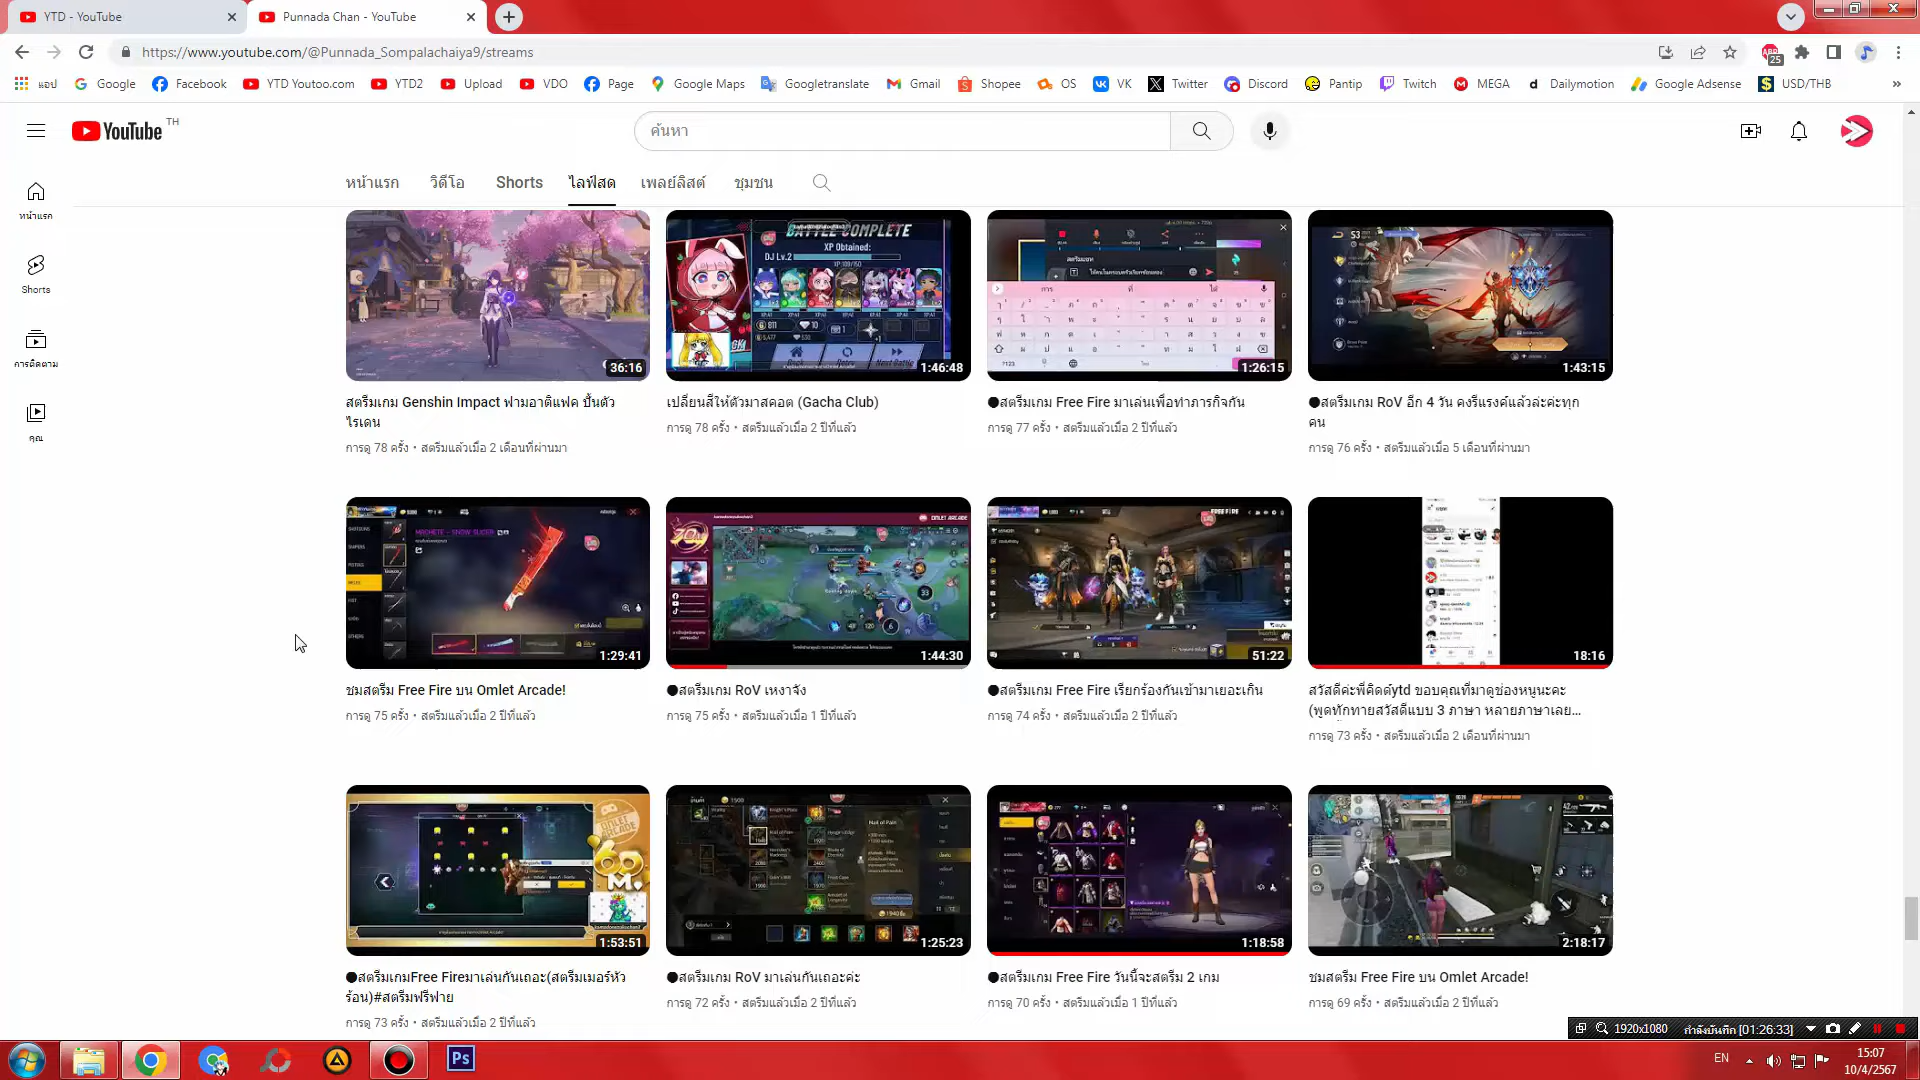 YTD - YouTube
Punnada Chan - YouTube
https://www.youtube.com/@Punnada_Sompalachaiya9/streams
25
แอป
Google
Facebook
YTD Youtoo.com
YTD2
Upload
VDO
Page
Google Maps
Googletranslate
Gmail
Shopee
OS
VK
Twitter
Discord
Pantip
Twitch
MEGA
Dailymotion
Google Adsense
USD/THB
YouTube TH
ค้นหา
หน้าแรก
วิดีโอ
Shorts
ไลฟ์สด
เพลย์ลิสต์
ชุมชน
หน้าแรก
Shorts
การติดตาม
คุณ
BATTLE COMPLETE
XP Obtained:
DJ Lv.2
36:16
1:46:48
1:26:15
1:43:15
สตรีมเกม Genshin Impact ฟามอาติแฟค ปั้นตัว
ไรเดน
การดู 78 ครั้ง • สตรีมแล้วเมื่อ 2 เดือนที่ผ่านมา
เปลี่ยนสีให้ตัวมาสคอต (Gacha Club)
การดู 78 ครั้ง • สตรีมแล้วเมื่อ 2 ปีที่แล้ว
●สตรีมเกม Free Fire มาเล่นเพื่อทำภารกิจกัน
การดู 77 ครั้ง • สตรีมแล้วเมื่อ 2 ปีที่แล้ว
●สตรีมเกม RoV อีก 4 วัน คงรีแรงค์แล้วล่ะค่ะทุก
คน
การดู 76 ครั้ง • สตรีมแล้วเมื่อ 5 เดือนที่ผ่านมา
MACHETE - SNOW SLICER
OMLET ARCADE
FREE FIRE
1:29:41
1:44:30
51:22
18:16
ชมสตรีม Free Fire บน Omlet Arcade!
การดู 75 ครั้ง • สตรีมแล้วเมื่อ 2 ปีที่แล้ว
●สตรีมเกม RoV เหงาจัง
การดู 75 ครั้ง • สตรีมแล้วเมื่อ 1 ปีที่แล้ว
●สตรีมเกม Free Fire เรียกร้องกันเข้ามาเยอะเกิน
การดู 74 ครั้ง • สตรีมแล้วเมื่อ 2 ปีที่แล้ว
สวัสดีค่ะพี่คิดต์ytd ขอบคุณที่มาดูช่องหนูนะคะ
(พูดทักทายสวัสดีแบบ 3 ภาษา หลายภาษาเลย...
การดู 73 ครั้ง • สตรีมแล้วเมื่อ 2 เดือนที่ผ่านมา
60
M.
1:53:51
1:25:23
1:18:58
2:18:17
●สตรีมเกมFree Fireมาเล่นกันเถอะ(สตรีมเมอร์หัว
ร้อน)#สตรีมฟรีฟาย
การดู 73 ครั้ง • สตรีมแล้วเมื่อ 2 ปีที่แล้ว
●สตรีมเกม RoV มาเล่นกันเถอะค่ะ
การดู 72 ครั้ง • สตรีมแล้วเมื่อ 2 ปีที่แล้ว
●สตรีมเกม Free Fire วันนี้จะสตรีม 2 เกม
การดู 70 ครั้ง • สตรีมแล้วเมื่อ 1 ปีที่แล้ว
ชมสตรีม Free Fire บน Omlet Arcade!
การดู 69 ครั้ง • สตรีมแล้วเมื่อ 2 ปีที่แล้ว
1920x1080
กำลังบันทึก [01:26:33]
Ps
EN
15:07
10/4/2567